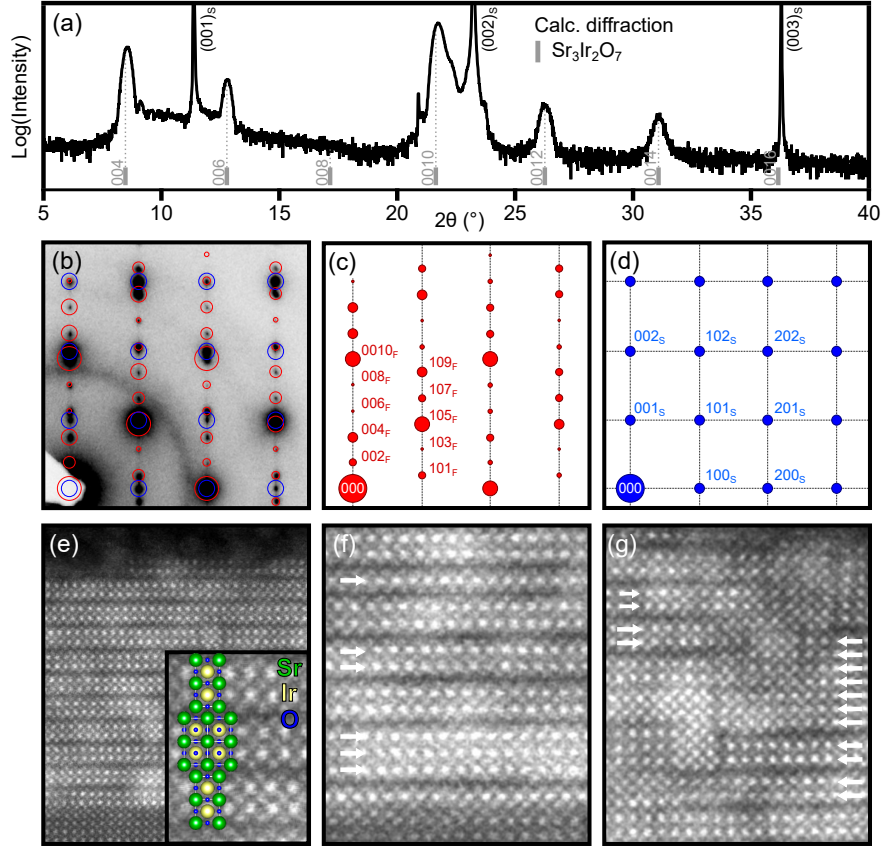 (a)
(001)S
(002)S
(003)S
Calc. diffraction
Sr3Ir2O7
Log(Intensity)
004
006
008
0010
0012
0014
0016
5
10
15
20
25
30
35
40
2θ (°)
(b)
(c)
0010F
008F
006F
004F
002F
000
109F
107F
105F
103F
101F
(d)
002S
102S
202S
001S
101S
201S
000
100S
200S
(e)
Sr
Ir
O
(f)
(g)